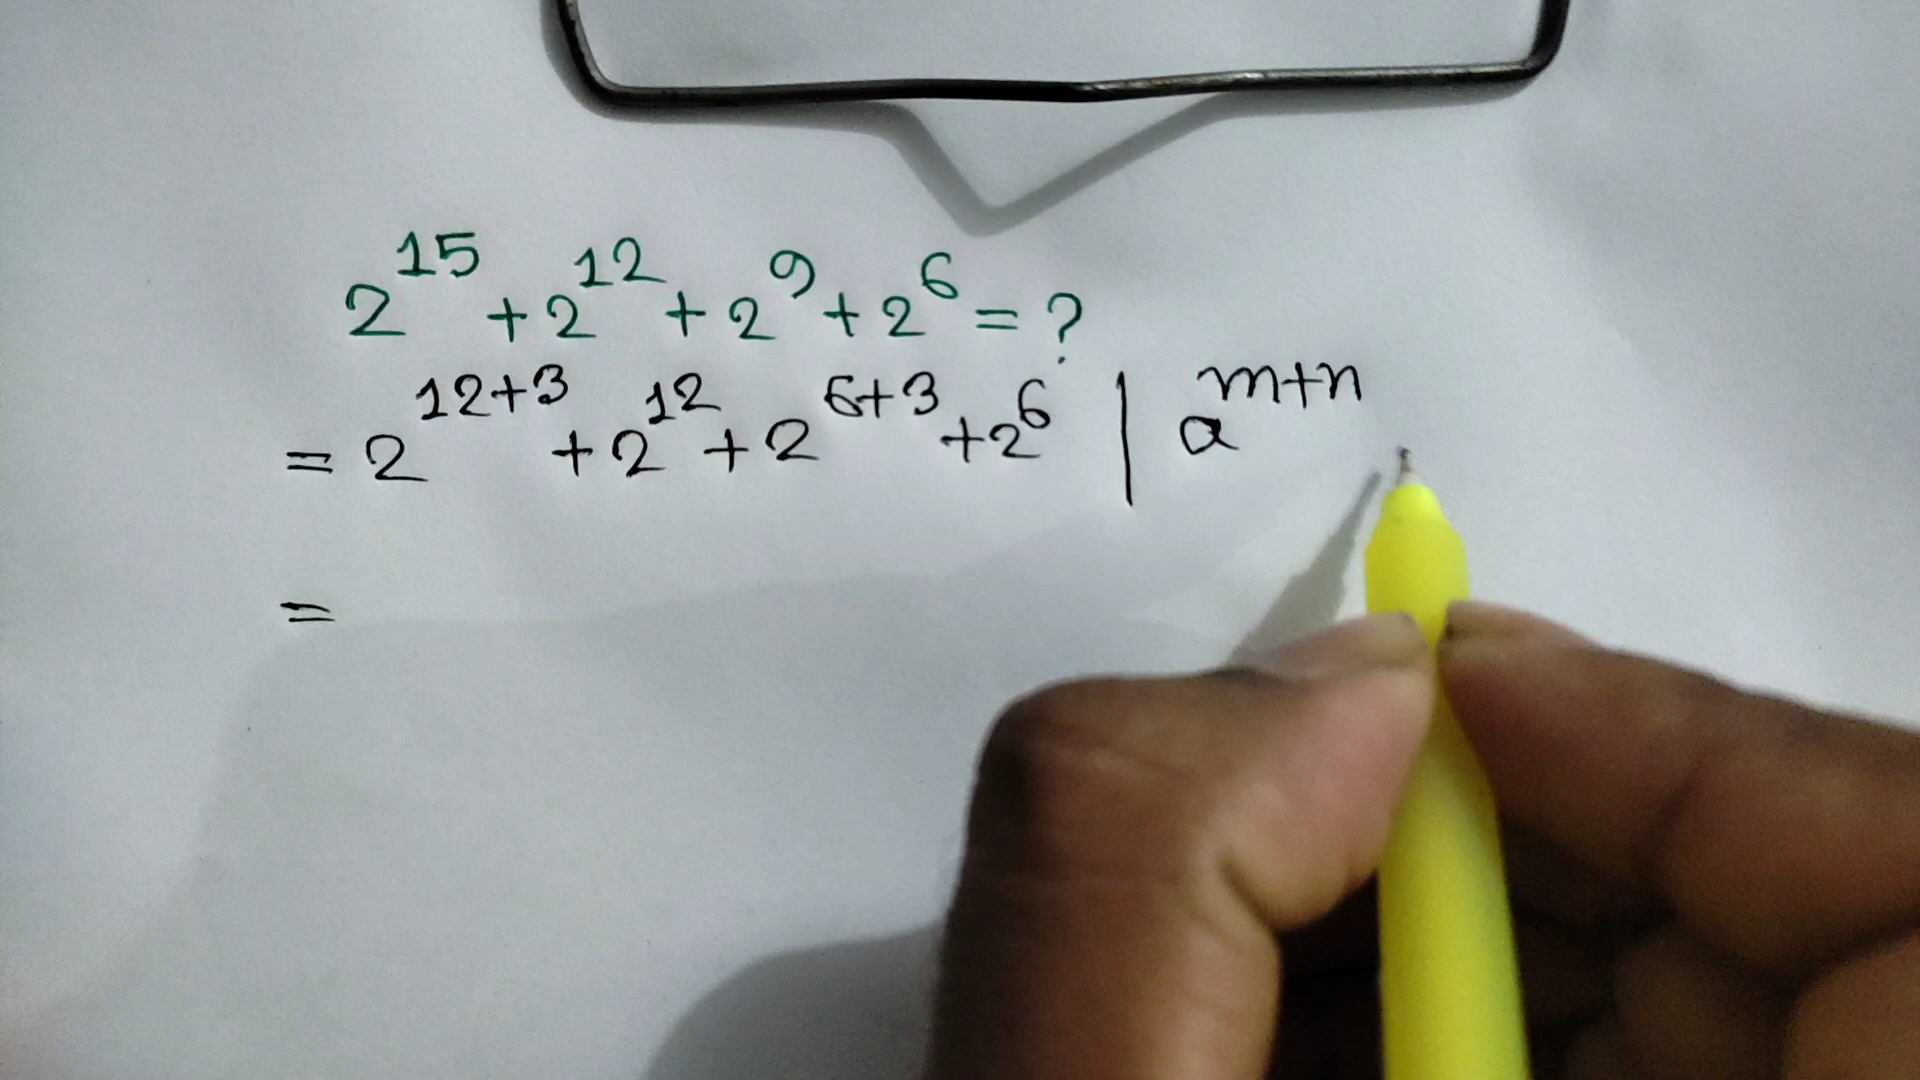 2^15 + 2^12 + 2^9 + 2^6 = ?
= 2^12+3 + 2^12 + 2^6+3 + 2^6 | a^m+n
=